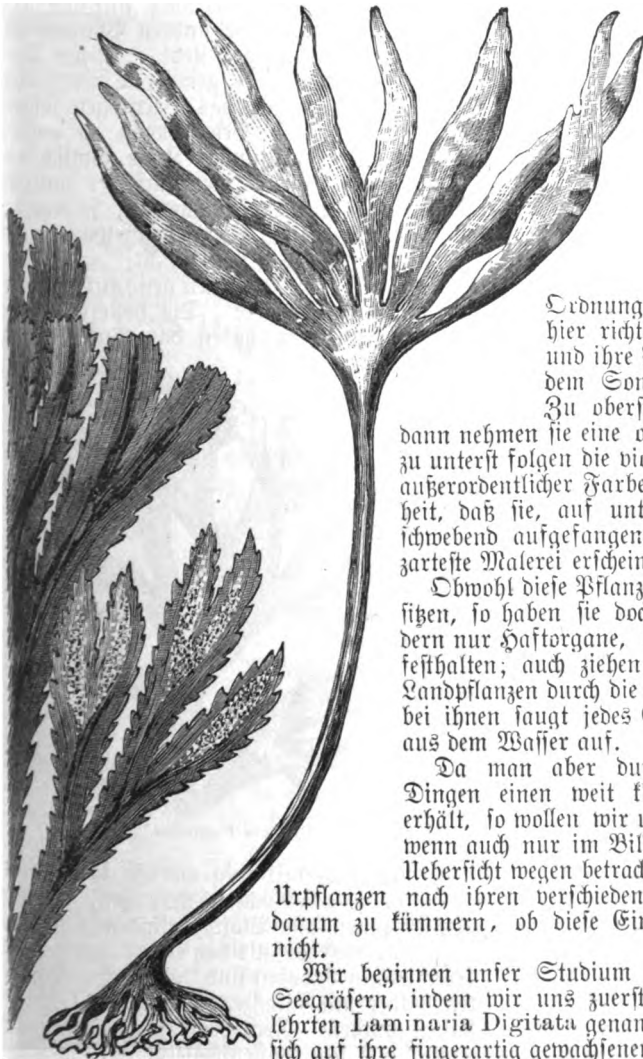 Ordnung
hier richt
und ihre
dem Son
Zu obers
dann nehmen sie eine o
zu unterst folgen die vie
außerordentlicher Farbe
heit, daß sie, auf unt
schwebend aufgefangen
zarteste Malerei erschein
Obwohl diese Pflanz
sitzen, so haben sie doc
dern nur Haftorgane,
festhalten; auch ziehen
Landpflanzen durch die
bei ihnen saugt jedes
aus dem Wasser auf.
Da man aber du
Dingen einen weit k
erhält, so wollen wir u
wenn auch nur im Bil
Uebersicht wegen betrach
Urpflanzen nach ihren verschieden
darum zu kümmern, ob diese Ein
nicht.
Wir beginnen unser Studium
Seegräsern, indem wir uns zuerst
lehrten Laminaria Digitata genan
sich auf ihre fingerartig gewachsene